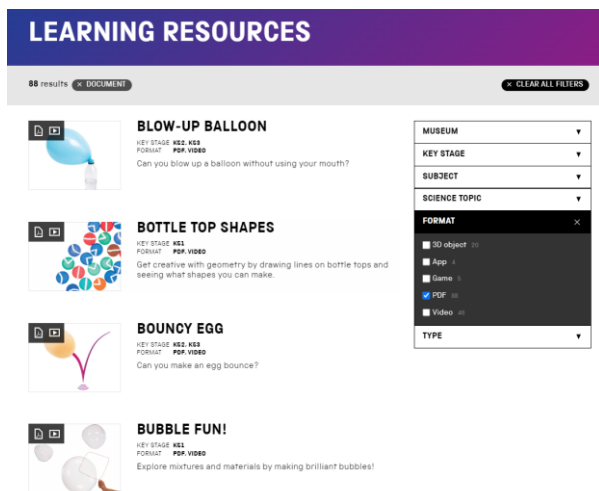 LEARNING RESOURCES
88 results × DOCUMENT × CLEAR ALL FILTERS
BLOW-UP BALLOON
KEY STAGE KS2, KS3
FORMAT PDF, VIDEO
Can you blow up a balloon without using your mouth?
BOTTLE TOP SHAPES
KEY STAGE KS1
FORMAT PDF, VIDEO
Get creative with geometry by drawing lines on bottle tops and
seeing what shapes you can make.
BOUNCY EGG
KEY STAGE KS2, KS3
FORMAT PDF, VIDEO
Can you make an egg bounce?
BUBBLE FUN!
KEY STAGE KS1
FORMAT PDF, VIDEO
Explore mixtures and materials by making brilliant bubbles!
MUSEUM
KEY STAGE
SUBJECT
SCIENCE TOPIC
FORMAT
3D object 20
App 4
Game 5
PDF 88
Video
TYPE